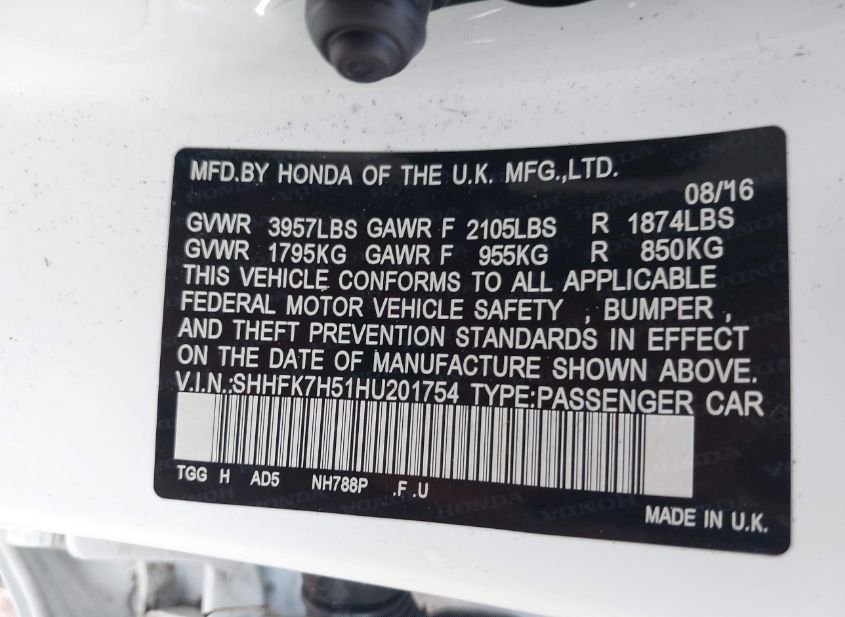 MFD.BY HONDA OF THE U.K. MFG.,LTD.
08/16
GVWR 3957LBS GAWR F 2105LBS R 1874LBS
GVWR 1795KG GAWR F 955KG R 850KG
THIS VEHICLE CONFORMS TO ALL APPLICABLE
FEDERAL MOTOR VEHICLE SAFETY , BUMPER ,
AND THEFT PREVENTION STANDARDS IN EFFECT
ON THE DATE OF MANUFACTURE SHOWN ABOVE.
V.I.N.:SHHFK7H51HU201754 TYPE:PASSENGER CAR
TGG H AD5 NH788P .F .U
MADE IN U.K.